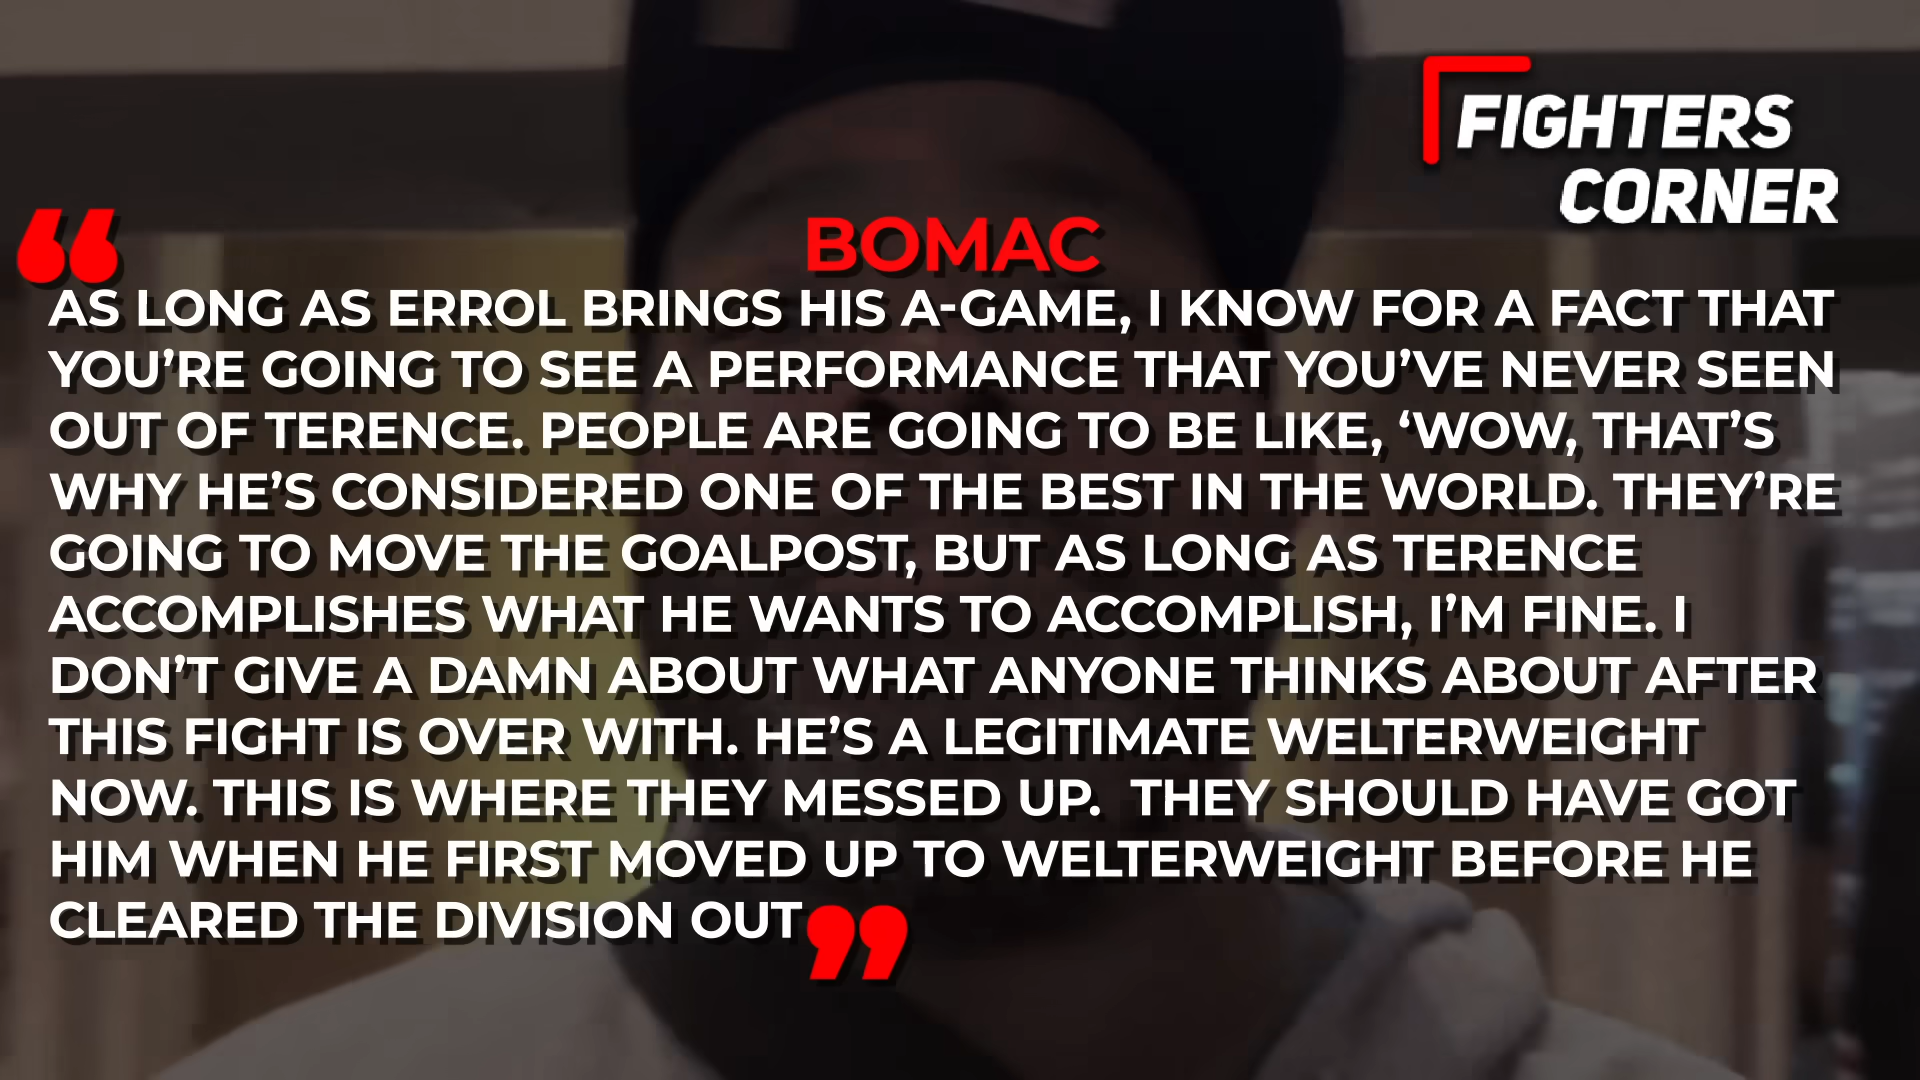 FIGHTERS
CORNER
“
BOMAC
AS LONG AS ERROL BRINGS HIS A-GAME, I KNOW FOR A FACT THAT
YOU’RE GOING TO SEE A PERFORMANCE THAT YOU’VE NEVER SEEN
OUT OF TERENCE. PEOPLE ARE GOING TO BE LIKE, ‘WOW, THAT’S
WHY HE’S CONSIDERED ONE OF THE BEST IN THE WORLD. THEY’RE
GOING TO MOVE THE GOALPOST, BUT AS LONG AS TERENCE
ACCOMPLISHES WHAT HE WANTS TO ACCOMPLISH, I’M FINE. I
DON’T GIVE A DAMN ABOUT WHAT ANYONE THINKS ABOUT AFTER
THIS FIGHT IS OVER WITH. HE’S A LEGITIMATE WELTERWEIGHT
NOW. THIS IS WHERE THEY MESSED UP.  THEY SHOULD HAVE GOT
HIM WHEN HE FIRST MOVED UP TO WELTERWEIGHT BEFORE HE
CLEARED THE DIVISION OUT”